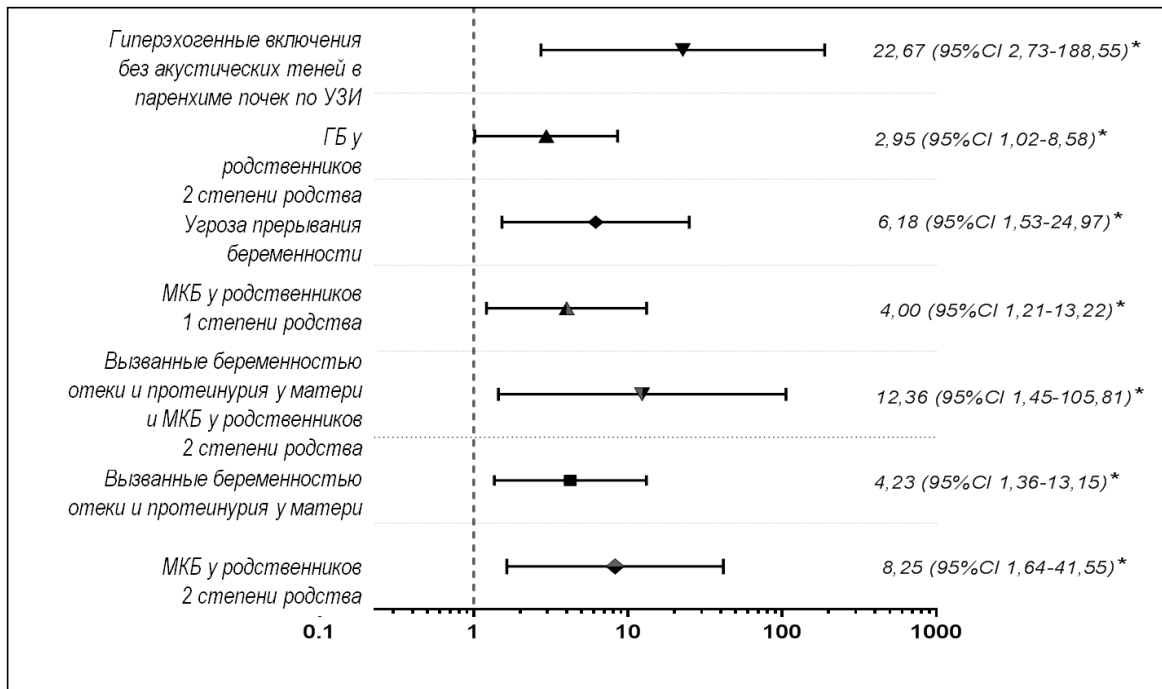 Гиперэхогенные включения
без акустических теней в
паренхиме почек по УЗИ
22,67 (95%CI 2,73-188,55)*
ГБ у
родственников
2 степени родства
2,95 (95%CI 1,02-8,58)*
Угроза прерывания
беременности
6,18 (95%CI 1,53-24,97)*
МКБ у родственников
1 степени родства
4,00 (95%CI 1,21-13,22)*
Вызванные беременностью
отеки и протеинурия у матери
и МКБ у родственников
2 степени родства
12,36 (95%CI 1,45-105,81)*
Вызванные беременностью
отеки и протеинурия у матери
4,23 (95%CI 1,36-13,15)*
МКБ у родственников
2 степени родства
8,25 (95%CI 1,64-41,55)*
0.1 1 10 100 1000